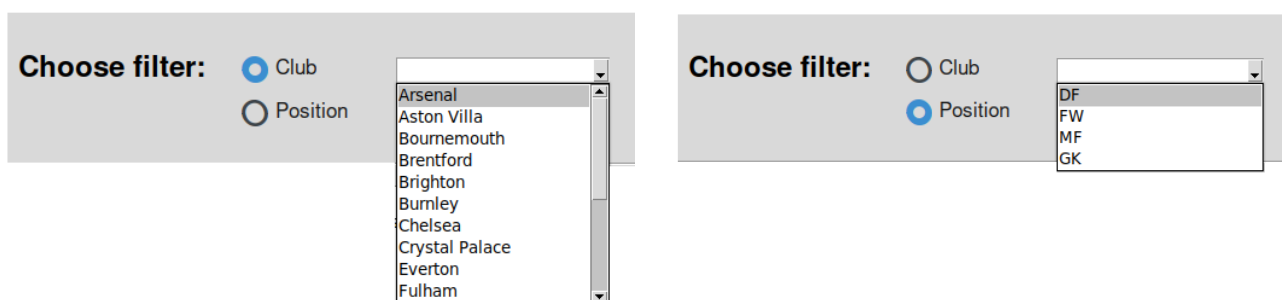 Choose filter:
Club
Position
Arsenal
Aston Villa
Bournemouth
Brentford
Brighton
Burnley
Chelsea
Crystal Palace
Everton
Fulham
Choose filter:
Club
Position
DF
FW
MF
GK